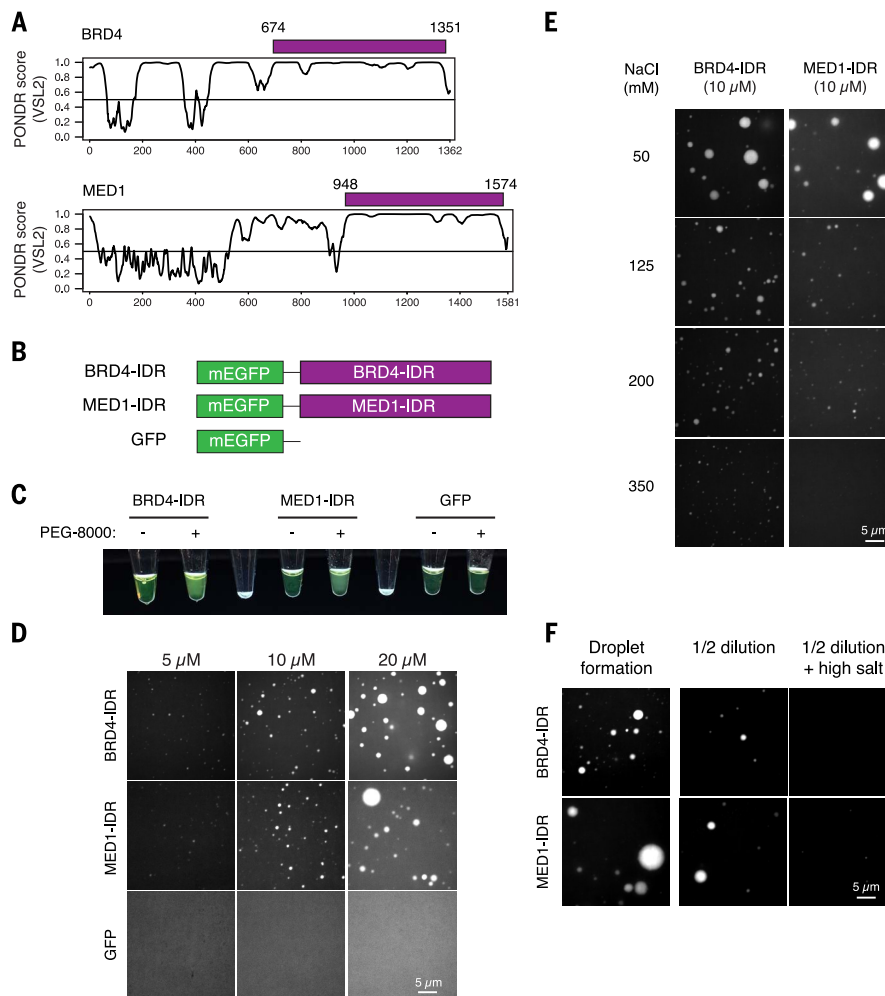 A
BRD4
674 1351
PONDR score
(VSL2)
1.0
0.8
0.6
0.4
0.2
0.0
0 200 400 600 800 1000 1200 1362
MED1
948 1574
PONDR score
(VSL2)
1.0
0.8
0.6
0.4
0.2
0.0
0 200 400 600 800 1000 1200 1400 1581
B
BRD4-IDR mEGFP BRD4-IDR
MED1-IDR mEGFP MED1-IDR
GFP mEGFP
C
BRD4-IDR MED1-IDR GFP
PEG-8000: - + - + - +
D
5 µM 10 µM 20 µM
BRD4-IDR
MED1-IDR
GFP
5 µm
E
NaCl
(mM)
BRD4-IDR
(10 µM)
MED1-IDR
(10 µM)
50
125
200
350
5 µm
F
Droplet
formation
1/2 dilution
1/2 dilution
+ high salt
BRD4-IDR
MED1-IDR
5 µm